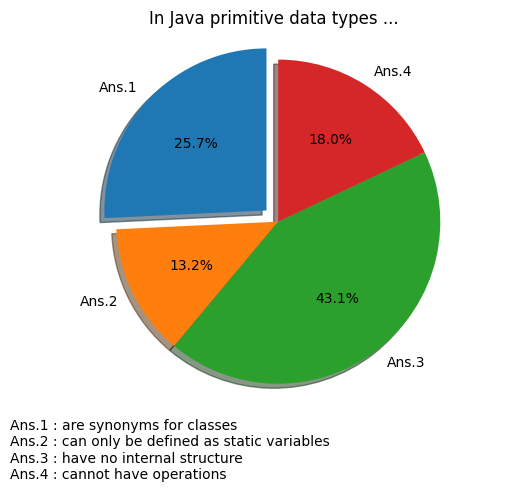 In Java primitive data types ...
Ans.1
Ans.4
25.7%
18.0%
13.2%
43.1%
Ans.2
Ans.3
Ans.1 : are synonyms for classes
Ans.2 : can only be defined as static variables
Ans.3 : have no internal structure
Ans.4 : cannot have operations